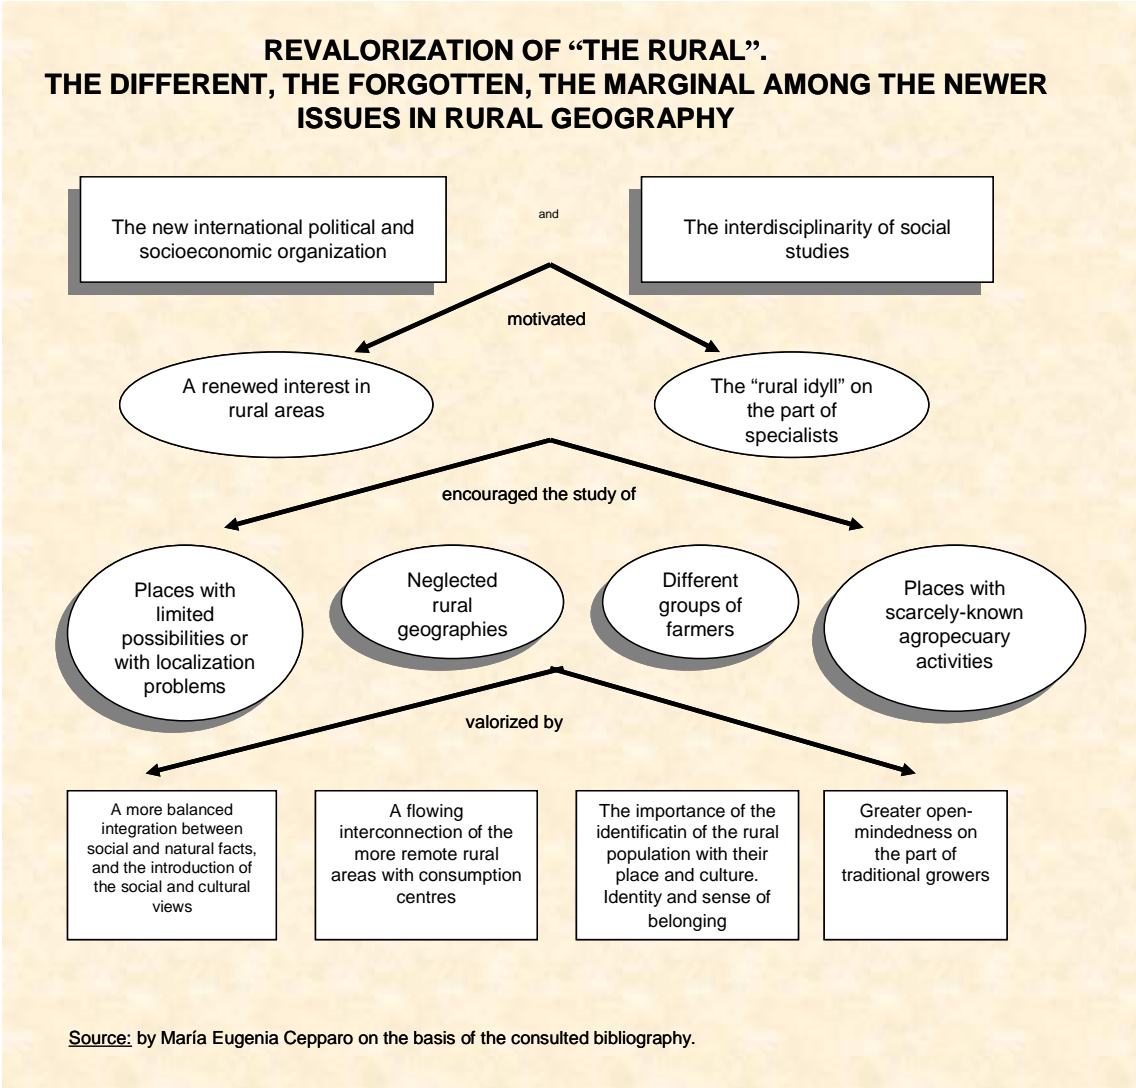 REVALORIZATION OF “THE RURAL”.
THE DIFFERENT, THE FORGOTTEN, THE MARGINAL AMONG THE NEWER
ISSUES IN RURAL GEOGRAPHY
The new international political and
socioeconomic organization
and
The interdisciplinarity of social
studies
motivated
A renewed interest in
rural areas
The “rural idyll” on
the part of
specialists
encouraged the study of
Places with
limited
possibilities or
with localization
problems
Neglected
rural
geographies
Different
groups of
farmers
Places with
scarcely-known
agropecuary
activities
valorized by
A more balanced
integration between
social and natural facts,
and the introduction of
the social and cultural
views
A flowing
interconnection of the
more remote rural
areas with consumption
centres
The importance of the
identificatin of the rural
population with their
place and culture.
Identity and sense of
belonging
Greater open-
mindedness on
the part of
traditional growers
Source: by María Eugenia Cepparo on the basis of the consulted bibliography.